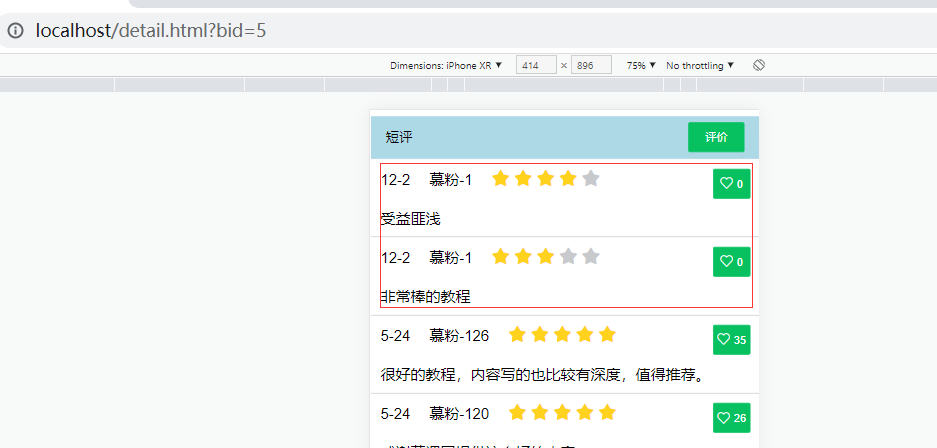 localhost/detail.html?bid=5
Dimensions: iPhone XR ▼ 414 × 896 75% ▼ No throttling ▼
短评 评价
12-2 慕粉-1 0
受益匪浅
12-2 慕粉-1 0
非常棒的教程
5-24 慕粉-126 35
很好的教程，内容写的也比较有深度，值得推荐。
5-24 慕粉-120 26